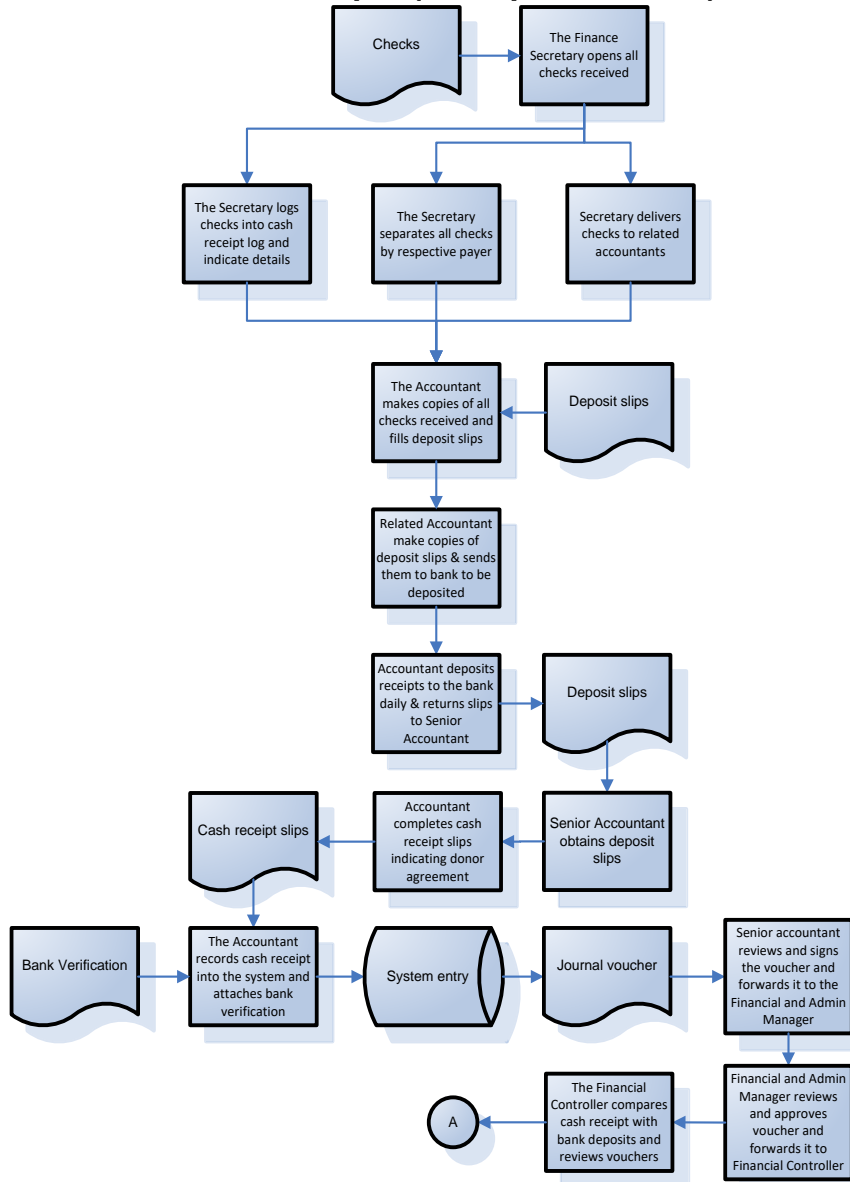 Checks
The Finance
Secretary opens all
checks received
The Secretary logs
checks into cash
receipt log and
indicate details
The Secretary
separates all checks
by respective payer
Secretary delivers
checks to related
accountants
The Accountant
makes copies of all
checks received and
fills deposit slips
Deposit slips
Related Accountant
make copies of
deposit slips & sends
them to bank to be
deposited
Accountant deposits
receipts to the bank
daily & returns slips
to Senior
Accountant
Deposit slips
Cash receipt slips
Accountant
completes cash
receipt slips
indicating donor
agreement
Senior Accountant
obtains deposit
slips
Bank Verification
The Accountant
records cash receipt
into the system and
attaches bank
verification
System entry
Journal voucher
Senior accountant
reviews and signs
the voucher and
forwards it to the
Financial and Admin
Manager
A
The Financial
Controller compares
cash receipt with
bank deposits and
reviews vouchers
Financial and Admin
Manager reviews
and approves
voucher and
forwards it to
Financial Controller